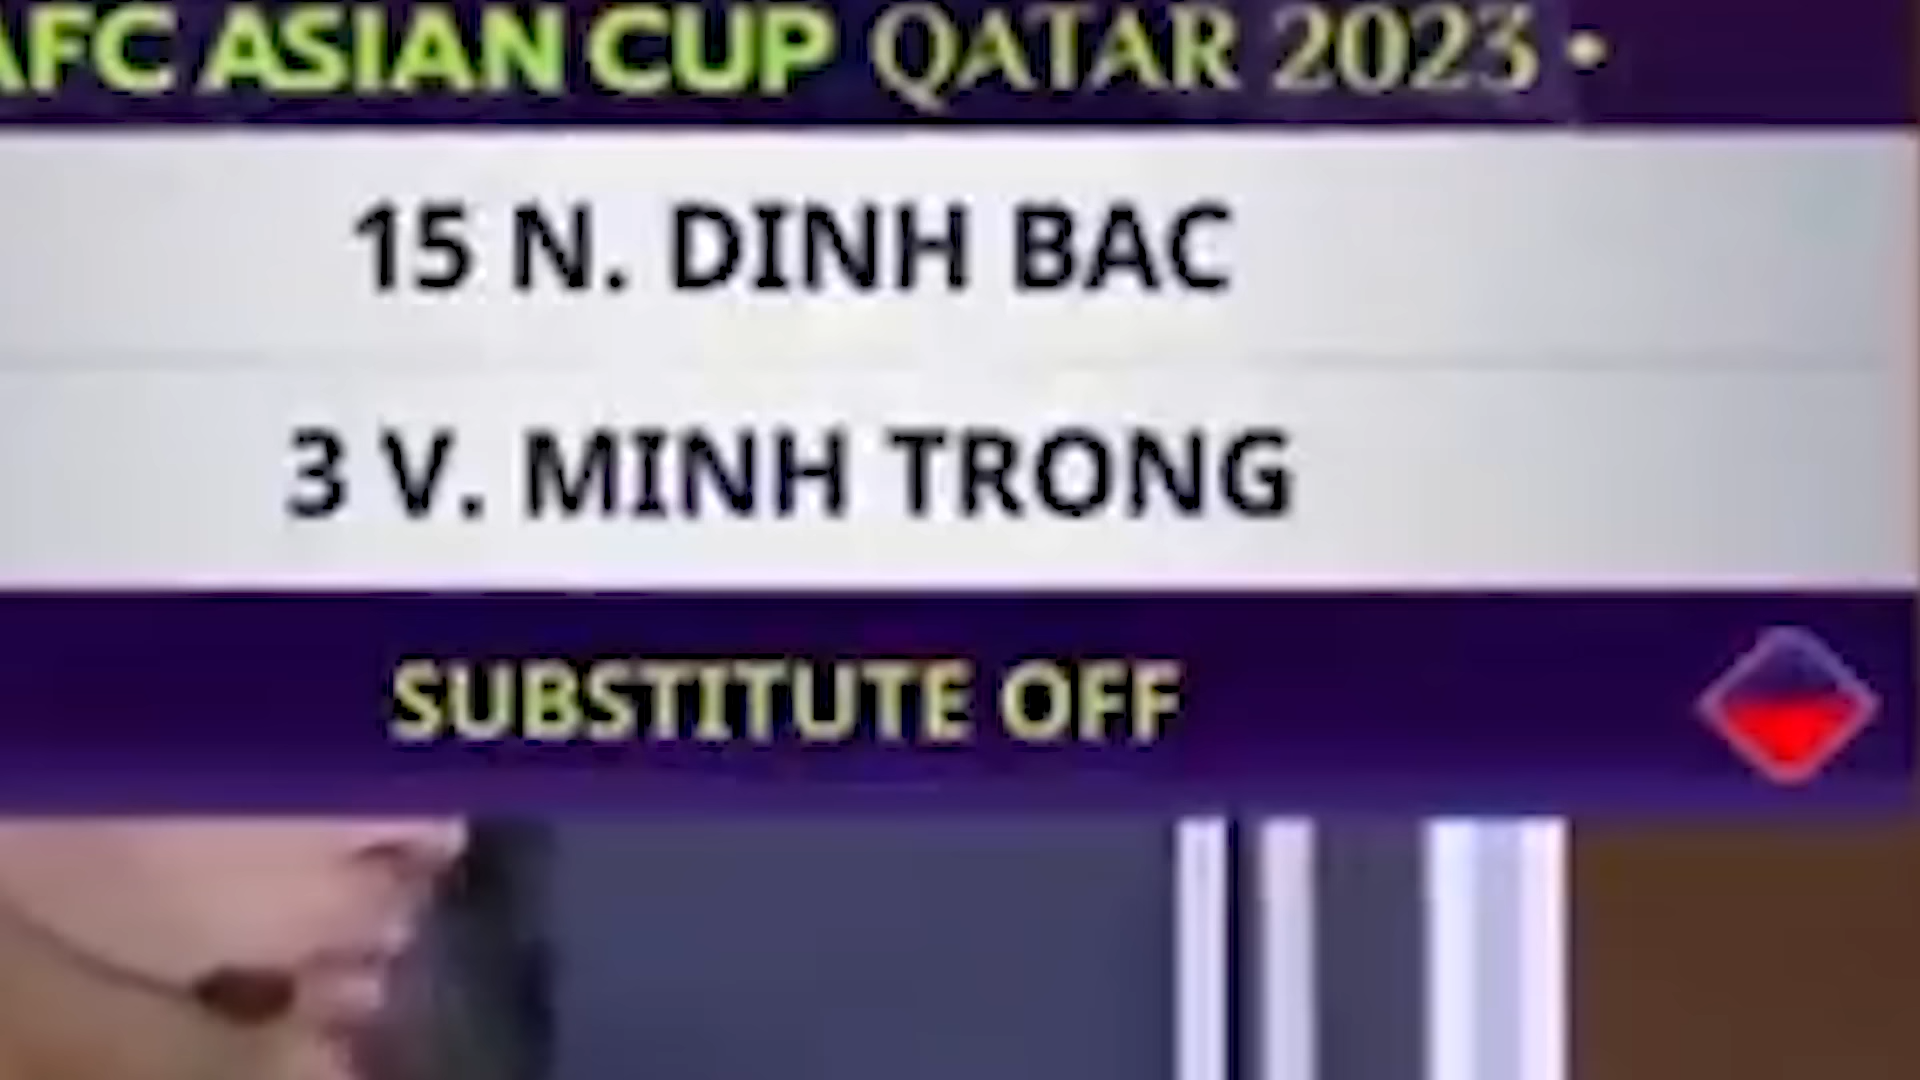 AFC ASIAN CUP QATAR 2023 •
15 N. DINH BAC
3 V. MINH TRONG
SUBSTITUTE OFF